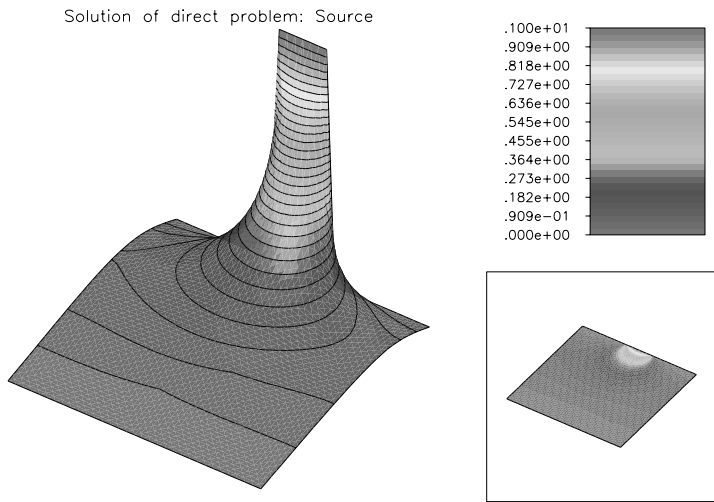 Solution of direct problem: Source
.100e+01
.909e+00
.818e+00
.727e+00
.636e+00
.545e+00
.455e+00
.364e+00
.273e+00
.182e+00
.909e-01
.000e+00